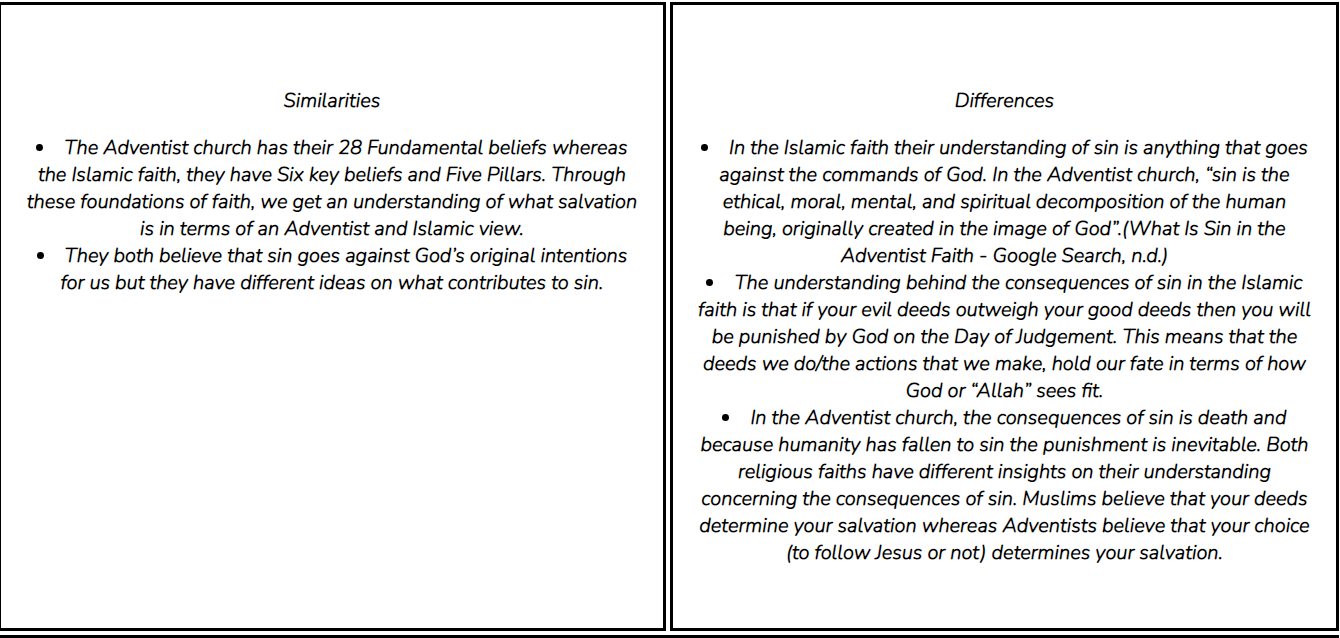 Similarities
• The Adventist church has their 28 Fundamental beliefs whereas
the Islamic faith, they have Six key beliefs and Five Pillars. Through
these foundations of faith, we get an understanding of what salvation
is in terms of an Adventist and Islamic view.
• They both believe that sin goes against God’s original intentions
for us but they have different ideas on what contributes to sin.
Differences
• In the Islamic faith their understanding of sin is anything that goes
against the commands of God. In the Adventist church, “sin is the
ethical, moral, mental, and spiritual decomposition of the human
being, originally created in the image of God”.(What Is Sin in the
Adventist Faith - Google Search, n.d.)
• The understanding behind the consequences of sin in the Islamic
faith is that if your evil deeds outweigh your good deeds then you will
be punished by God on the Day of Judgement. This means that the
deeds we do/the actions that we make, hold our fate in terms of how
God or “Allah” sees fit.
• In the Adventist church, the consequences of sin is death and
because humanity has fallen to sin the punishment is inevitable. Both
religious faiths have different insights on their understanding
concerning the consequences of sin. Muslims believe that your deeds
determine your salvation whereas Adventists believe that your choice
(to follow Jesus or not) determines your salvation.